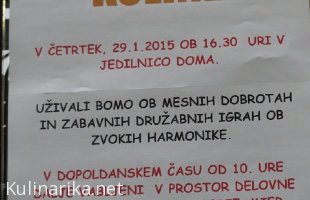 V ČETRTEK, 29.1.2015 OB 16.30 URI V
JEDILNICO DOMA.
UŽIVALI BOMO OB MESNIH DOBROTAH
IN ZABAVNIH DRUŽABNIH IGRAH OB
ZVOKIH HARMONIKE.
V DOPOLDANSKEM ČASU OD 10. URE
V PROSTOR DELOVNE
Kulinarika.net